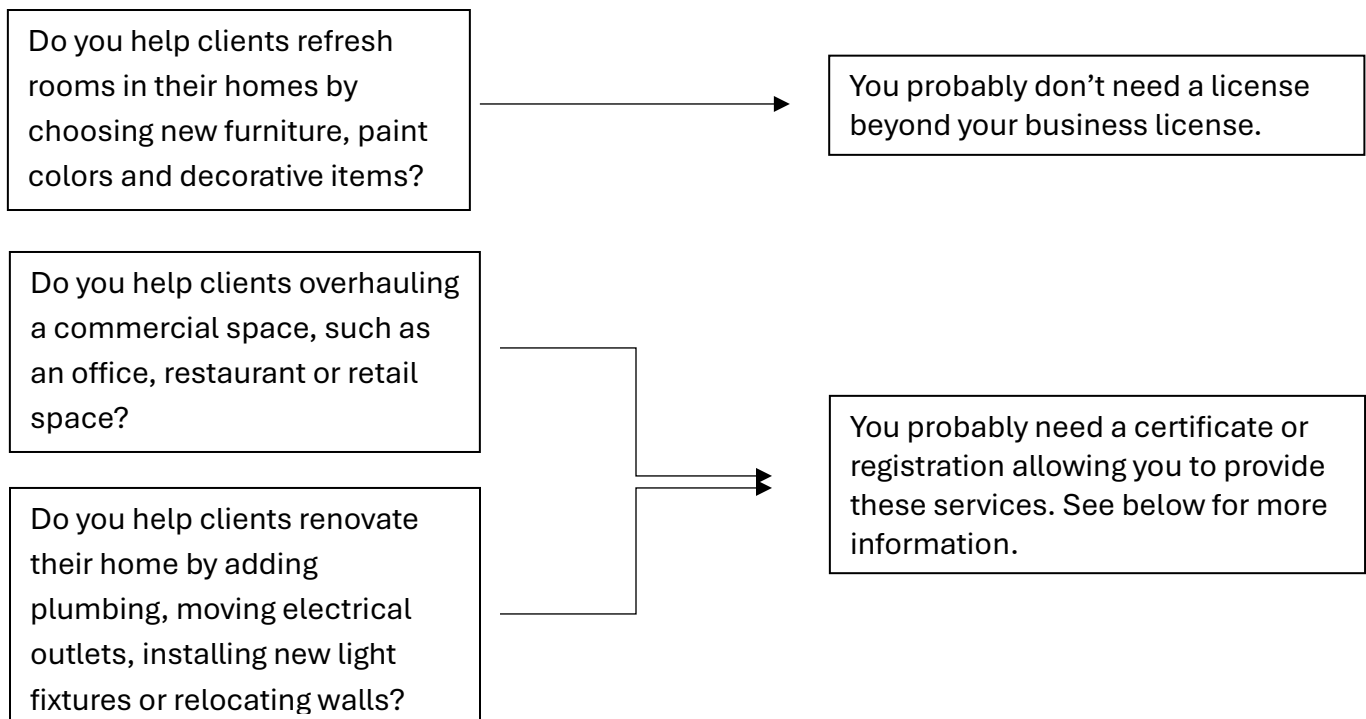 Do you help clients refresh
rooms in their homes by
choosing new furniture, paint
colors and decorative items?
You probably don’t need a license
beyond your business license.
Do you help clients overhauling
a commercial space, such as
an office, restaurant or retail
space?
Do you help clients renovate
their home by adding
plumbing, moving electrical
outlets, installing new light
fixtures or relocating walls?
You probably need a certificate or
registration allowing you to provide
these services. See below for more
information.